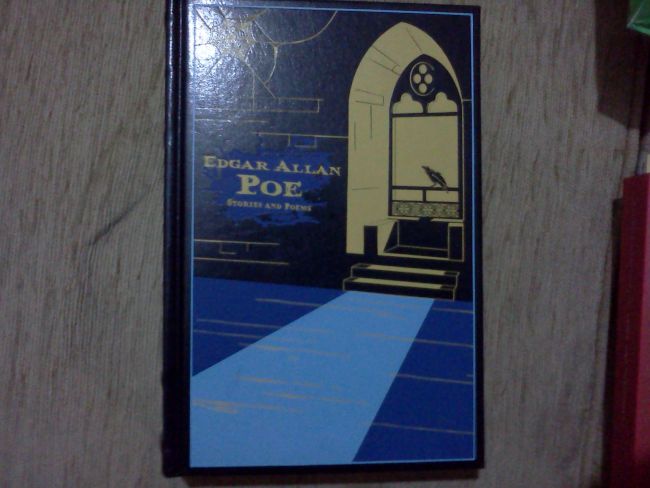 EDGAR ALLAN
POE
STORIES AND POEMS